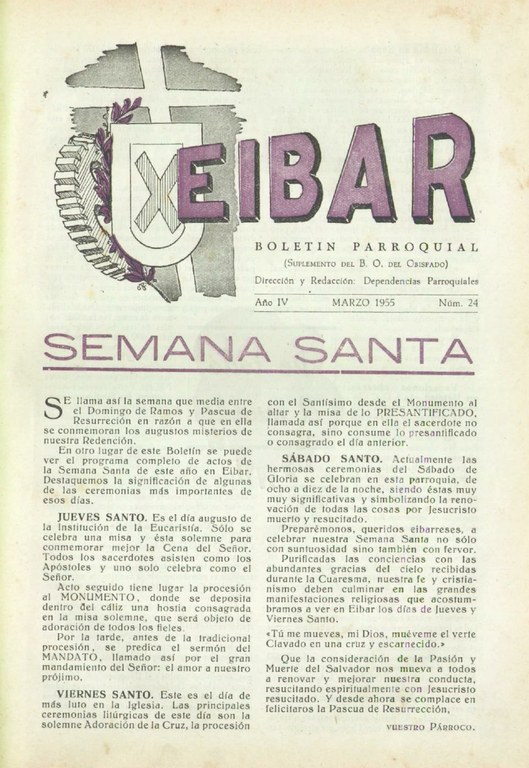 EIBAR
BOLETIN PARROQUIAL
(SUPLEMENTO DEL B. O. DEL OBISPADO)
Dirección y Redacción: Dependencias Parroquiales
Año IV MARZO 1955 Núm. 24
SEMANA SANTA
SE llama así la semana que media entre
el Domingo de Ramos y Pascua de
Resurreción en razón a que en ella
se conmemoran los augustos misterios de
nuestra Redención.
En otro lugar de este Boletín se puede
ver el programa completo de actos de
la Semana Santa de este año en Eibar.
Destaquemos la significación de algunas
de las ceremonias más importantes de
esos días.
JUEVES SANTO. Es el día augusto de
la Institución de la Eucaristía. Sólo se
celebra una misa y ésta solemne para
conmemorar mejor la Cena del Señor.
Todos los sacerdotes asisten como los
Apóstoles y uno solo celebra como el
Señor.
Acto seguido tiene lugar la procesión
al MONUMENTO, donde se deposita
dentro del cáliz una hostia consagrada
en la misa solemne, que será objeto de
adoración de todos los fieles.
Por la tarde, antes de la tradicional
procesión, se predica el sermón del
MANDATO, llamado así por el gran
mandamiento del Señor: el amor a nuestro
prójimo.
VIERNES SANTO. Este es el día de
más luto en la Iglesia. Las principales
ceremonias litúrgicas de este día son la
solemne Adoración de la Cruz, la procesión
con el Santísimo desde el Monumento al
altar y la misa de lo PRESANTIFICADO,
llamada así porque en ella el sacerdote no
consagra, sino consume lo presantificado
o consagrado el día anterior.
SÁBADO SANTO. Actualmente las
hermosas ceremonias del Sábado de
Gloria se celebran en esta parroquia, de
ocho a diez de la noche, siendo éstas muy
muy significativas y simbolizando la reno-
vación de todas las cosas por Jesucristo
muerto y resucitado.
Preparémonos, queridos eibarreses, a
celebrar nuestra Semana Santa no sólo
con suntuosidad sino también con fervor.
Purificadas las conciencias con las
abundantes gracias del cielo recibidas
durante la Cuaresma, nuestra fe y cristia-
nismo deben culminar en las grandes
manifestaciones religiosas que acostum-
bramos a ver en Eibar los días de Jueves y
Viernes Santo.
«Tú me mueves, mi Dios, muéveme el verte
Clavado en una cruz y escarnecido.»
Que la consideración de la Pasión y
Muerte del Salvador nos mueva a todos
a renovar y mejorar nuestra conducta,
resucitando espiritualmente con Jesucristo
resucitado. Y desde ahora se complace en
felicitaros la Pascua de Resurrección,
VUESTRO PÁRROCO.